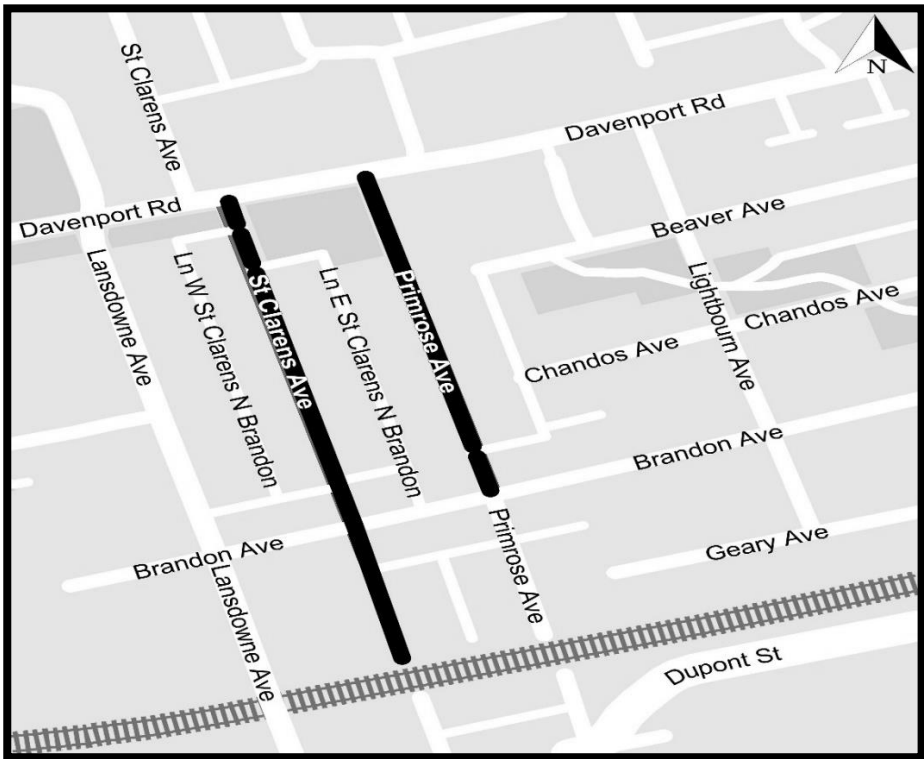 St Clarens Ave
N
Davenport Rd
Davenport Rd
Beaver Ave
Lansdowne Ave
Ln W St Clarens N Brandon
St Clarens Ave
Ln E St Clarens N Brandon
Primrose Ave
Lightbourn Ave
Chandos Ave
Chandos Ave
Brandon Ave
Brandon Ave
Lansdowne Ave
Primrose Ave
Geary Ave
Dupont St